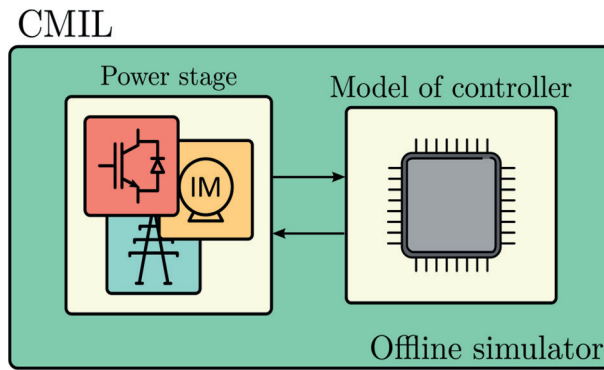 CMIL
Power stage
Model of controller
IM
Offline simulator